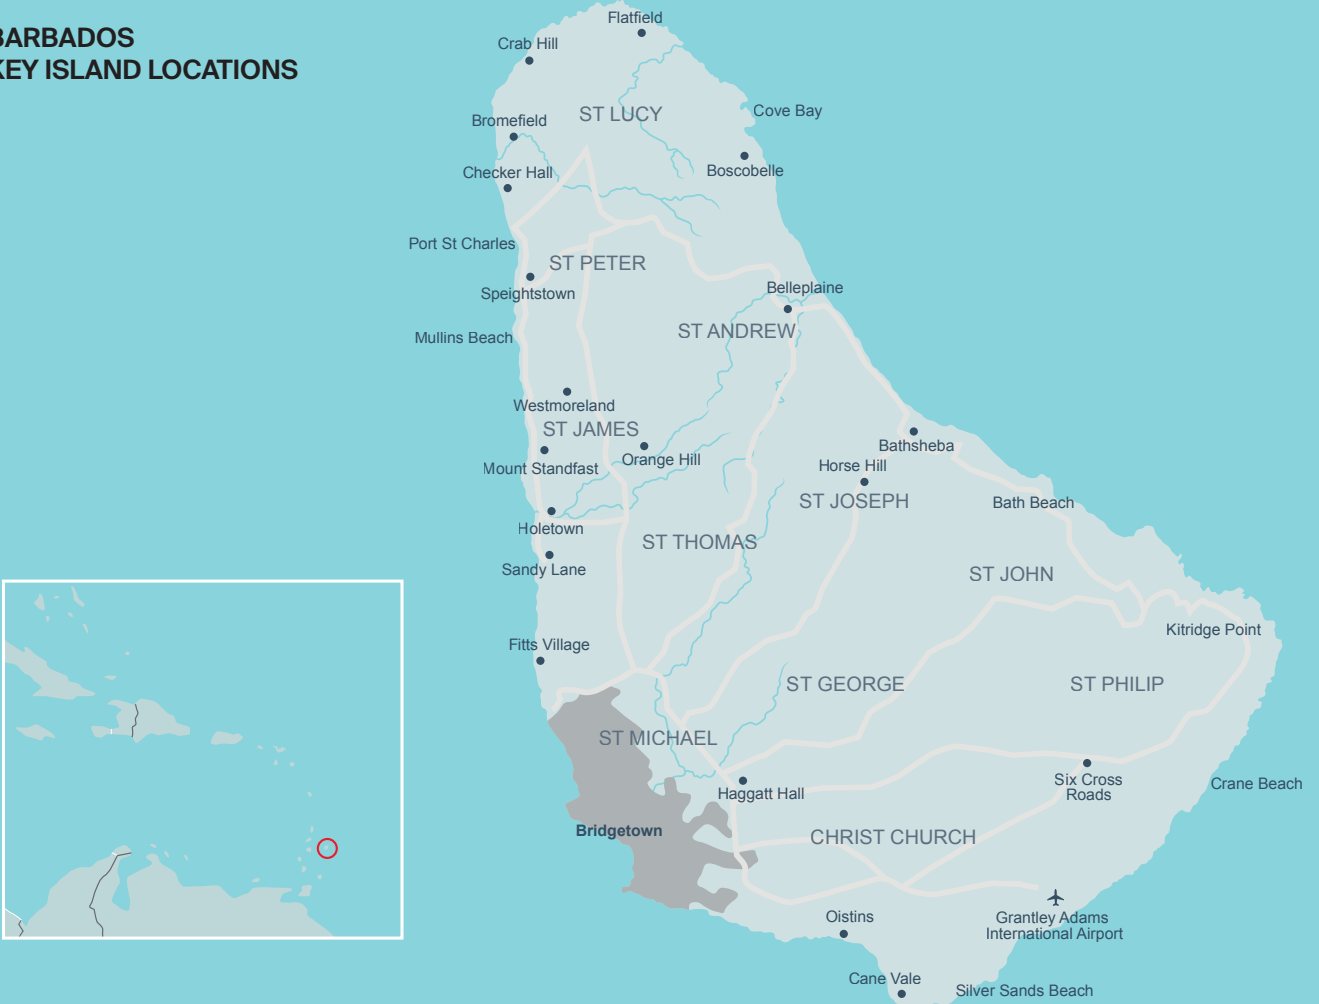 BARBADOS
KEY ISLAND LOCATIONS
Flatfield
Crab Hill
ST LUCY
Cove Bay
Bromefield
Boscobelle
Checker Hall
Port St Charles
ST PETER
Belleplaine
Speightstown
ST ANDREW
Mullins Beach
Westmoreland
ST JAMES
Bathsheba
Orange Hill
Mount Standfast
Horse Hill
ST JOSEPH
Bath Beach
Holetown
ST THOMAS
Sandy Lane
ST JOHN
Kitridge Point
Fitts Village
ST GEORGE
ST PHILIP
ST MICHAEL
Six Cross
Roads
Crane Beach
Haggatt Hall
Bridgetown
CHRIST CHURCH
Oistins
Grantley Adams
International Airport
Cane Vale
Silver Sands Beach